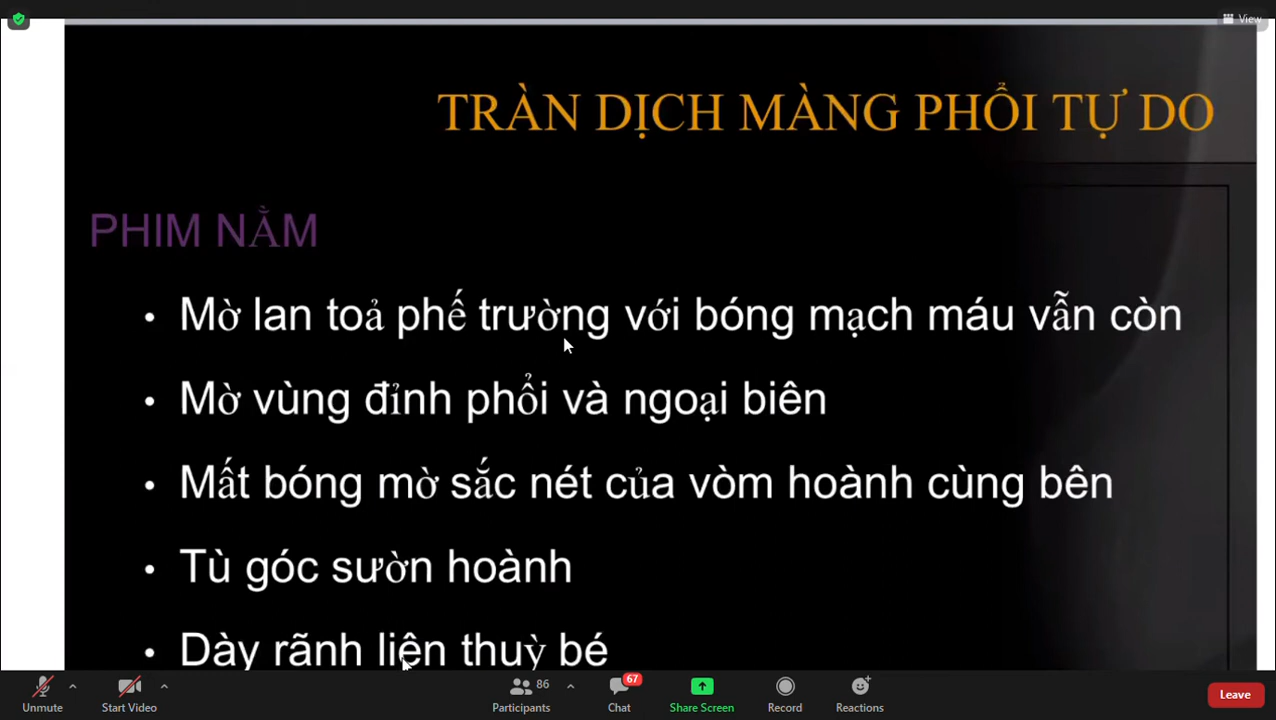 View
TRÀN DỊCH MÀNG PHỔI TỰ DO
PHIM NẰM
• Mờ lan toả phế trường với bóng mạch máu vẫn còn
• Mờ vùng đỉnh phổi và ngoại biên
• Mất bóng mờ sắc nét của vòm hoành cùng bên
• Tù góc sườn hoành
• Dày rãnh liên thuỳ bé
Unmute
Start Video
86
Participants
67
Chat
Share Screen
Record
Reactions
Leave